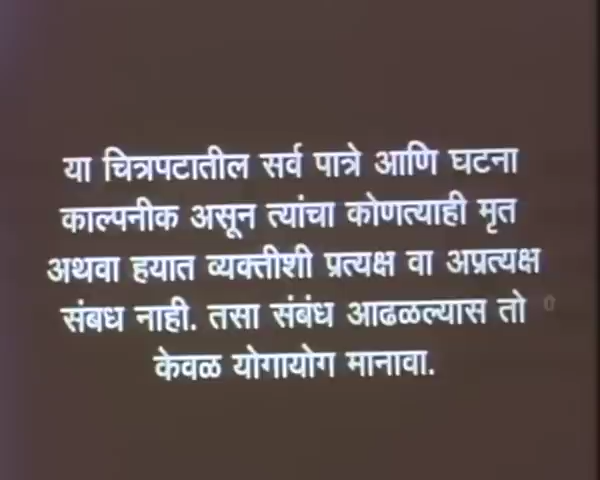 या चित्रपटातील सर्व पात्रे आणि घटना
काल्पनीक असून त्यांचा कोणत्याही मृत
अथवा हयात व्यक्तीशी प्रत्यक्ष वा अप्रत्यक्ष
संबध नाही. तसा संबंध आढळल्यास तो
केवळ योगायोग मानावा.